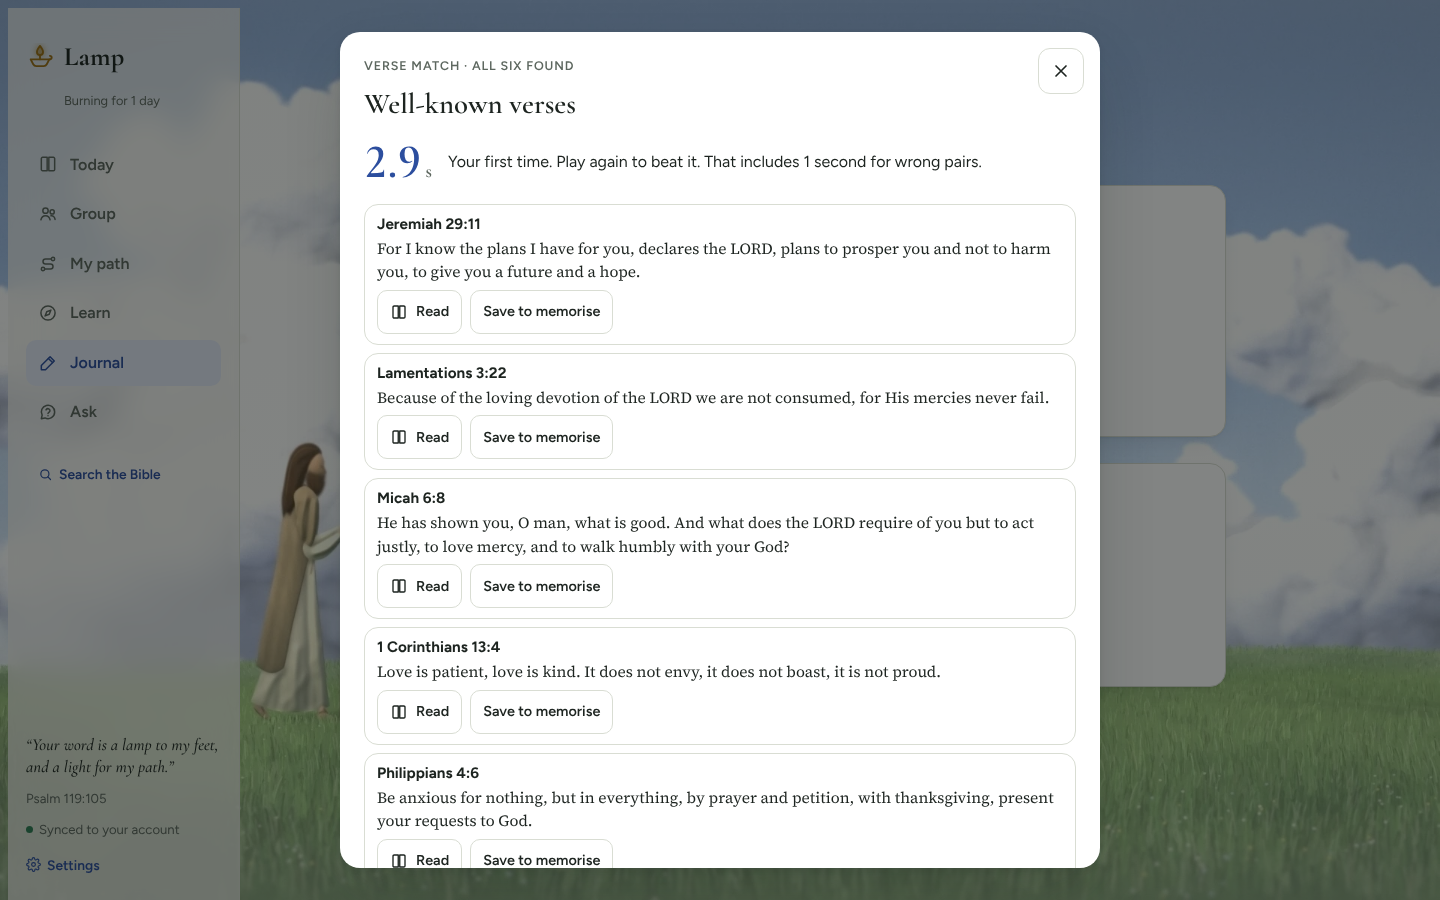 Lamp
Burning for 1 day
Today
Group
My path
Learn
Journal
Ask
Search the Bible
“Your word is a lamp to my feet,
and a light for my path.”
Psalm 119:105
Synced to your account
Settings
VERSE MATCH · ALL SIX FOUND
Well-known verses
2.9 s
Your first time. Play again to beat it. That includes 1 second for wrong pairs.
Jeremiah 29:11
For I know the plans I have for you, declares the LORD, plans to prosper you and not to harm
you, to give you a future and a hope.
Read
Save to memorise
Lamentations 3:22
Because of the loving devotion of the LORD we are not consumed, for His mercies never fail.
Read
Save to memorise
Micah 6:8
He has shown you, O man, what is good. And what does the LORD require of you but to act
justly, to love mercy, and to walk humbly with your God?
Read
Save to memorise
1 Corinthians 13:4
Love is patient, love is kind. It does not envy, it does not boast, it is not proud.
Read
Save to memorise
Philippians 4:6
Be anxious for nothing, but in everything, by prayer and petition, with thanksgiving, present
your requests to God.
Read
Save to memorise